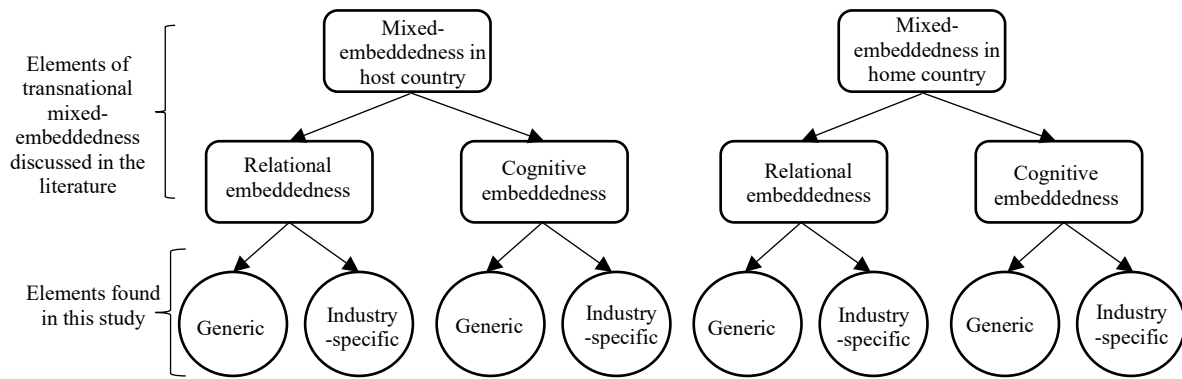 Elements of
transnational
mixed-
embeddedness
discussed in the
literature
Mixed-
embeddedness in
host country
Mixed-
embeddedness in
home country
Relational
embeddedness
Cognitive
embeddedness
Relational
embeddedness
Cognitive
embeddedness
Elements found
in this study
Generic
Industry
-specific
Generic
Industry
-specific
Generic
Industry
-specific
Generic
Industry
-specific